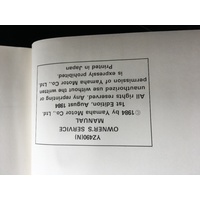 YZ490(N)
OWNER'S SERVICE
MANUAL
©1984 by Yamaha Motor Co., Ltd.
1st Edition, August 1984
All rights reserved. Any reprinting or
unauthorized use without the written
permission of Yamaha Motor Co., Ltd.
is expressly prohibited.
Printed in Japan